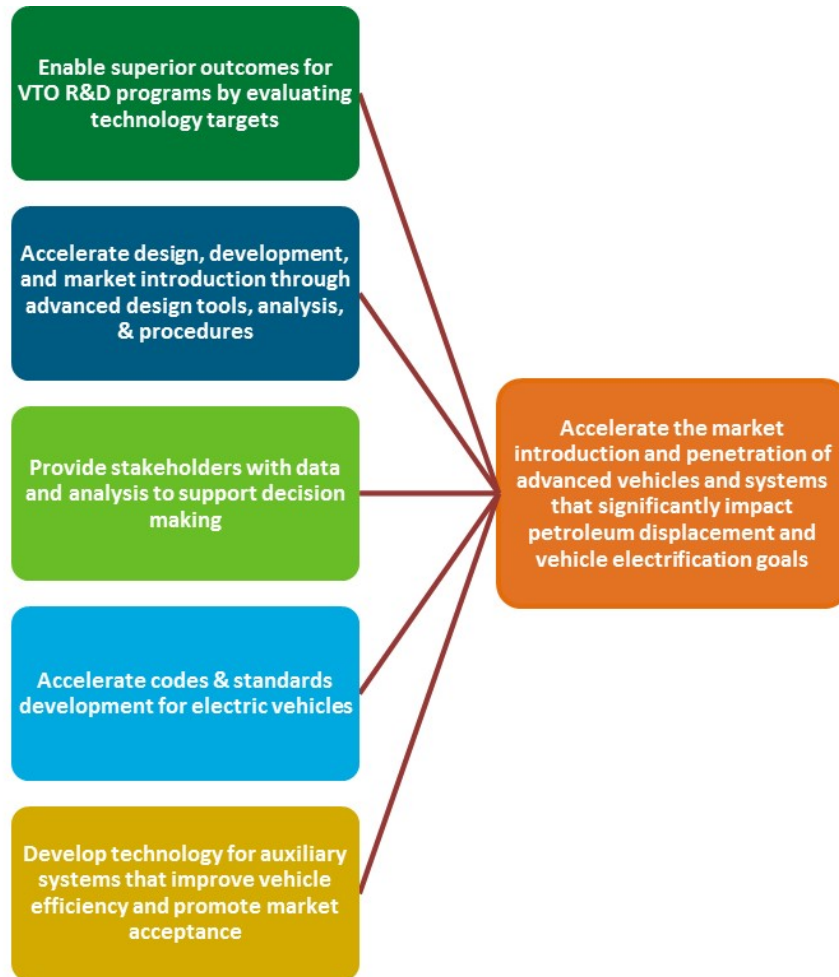 Enable superior outcomes for
VTO R&D programs by evaluating
technology targets
Accelerate design, development,
and market introduction through
advanced design tools, analysis,
& procedures
Provide stakeholders with data
and analysis to support decision
making
Accelerate codes & standards
development for electric vehicles
Develop technology for auxiliary
systems that improve vehicle
efficiency and promote market
acceptance
Accelerate the market
introduction and penetration of
advanced vehicles and systems
that significantly impact
petroleum displacement and
vehicle electrification goals